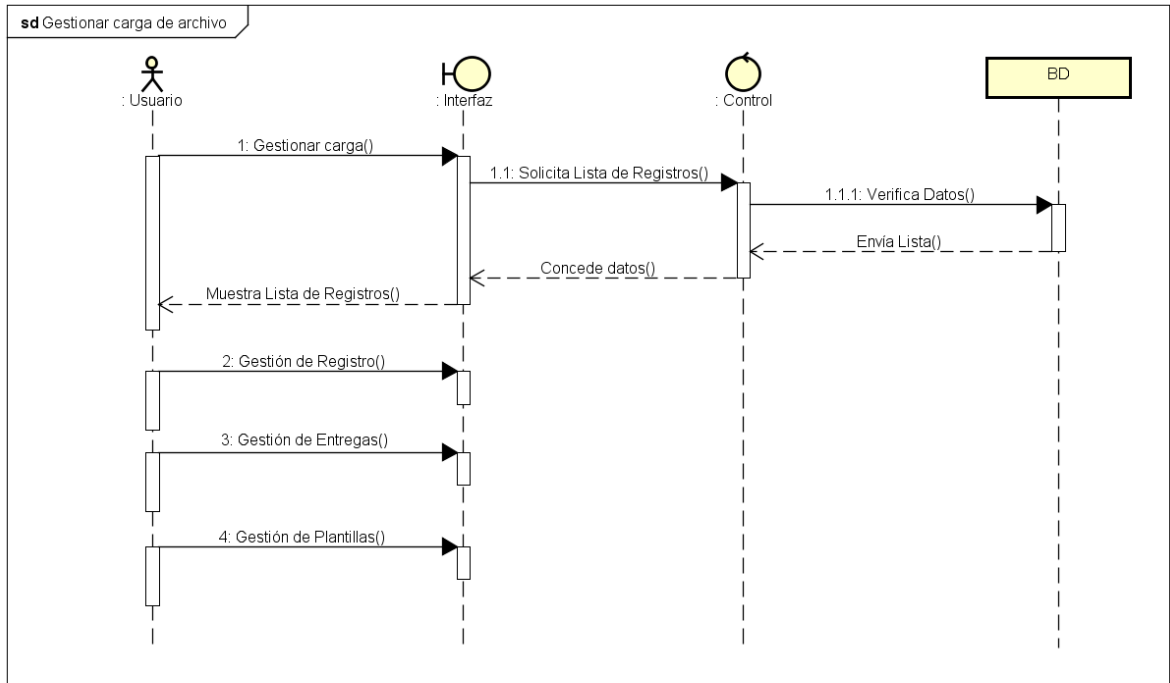 sd Gestionar carga de archivo
: Usuario
: Interfaz
: Control
BD
1: Gestionar carga()
1.1: Solicita Lista de Registros()
1.1.1: Verifica Datos()
Envía Lista()
Concede datos()
Muestra Lista de Registros()
2: Gestión de Registro()
3: Gestión de Entregas()
4: Gestión de Plantillas()